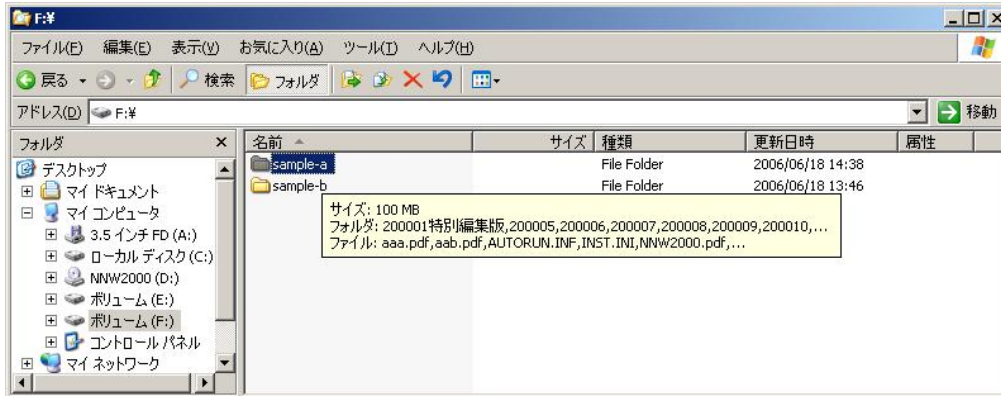 F:¥
ファイル(F) 編集(E) 表示(V) お気に入り(A) ツール(T) ヘルプ(H)
戻る 検索 フォルダ
アドレス(D) F:¥ 移動
フォルダ × 名前 サイズ 種類 更新日時 属性
デスクトップ
マイ ドキュメント
マイ コンピュータ
3.5 インチ FD (A:)
ローカル ディスク (C:)
NNW2000 (D:)
ボリューム (E:)
ボリューム (F:)
コントロール パネル
マイ ネットワーク
sample-a File Folder 2006/06/18 14:38
sample-b File Folder 2006/06/18 13:46
サイズ: 100 MB
フォルダ: 200001特別編集版,200005,200006,200007,200008,200009,200010,...
ファイル: aaa.pdf,aab.pdf,AUTORUN.INF,INST.INI,NNW2000.pdf,...